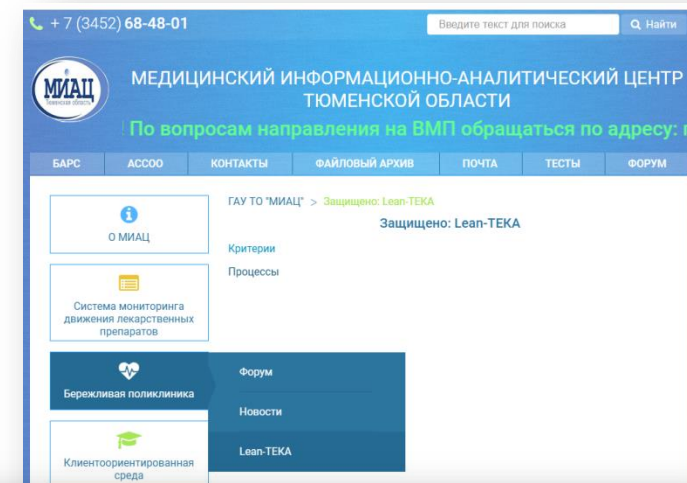 + 7 (3452) 68-48-01
Введите текст для поиска
Найти
МИАЦ
Тюменская область
МЕДИЦИНСКИЙ ИНФОРМАЦИОННО-АНАЛИТИЧЕСКИЙ ЦЕНТР
ТЮМЕНСКОЙ ОБЛАСТИ
По вопросам направления на ВМП обращаться по адресу:
БАРС АССОО КОНТАКТЫ ФАЙЛОВЫЙ АРХИВ ПОЧТА ТЕСТЫ ФОРУМ
ГАУ ТО "МИАЦ" > Защищено: Lean-ТЕКА
Защищено: Lean-ТЕКА
Критерии
Процессы
О МИАЦ
Система мониторинга
движения лекарственных
препаратов
Бережливая поликлиника
Форум
Новости
Lean-ТЕКА
Клиентоориентированная
среда